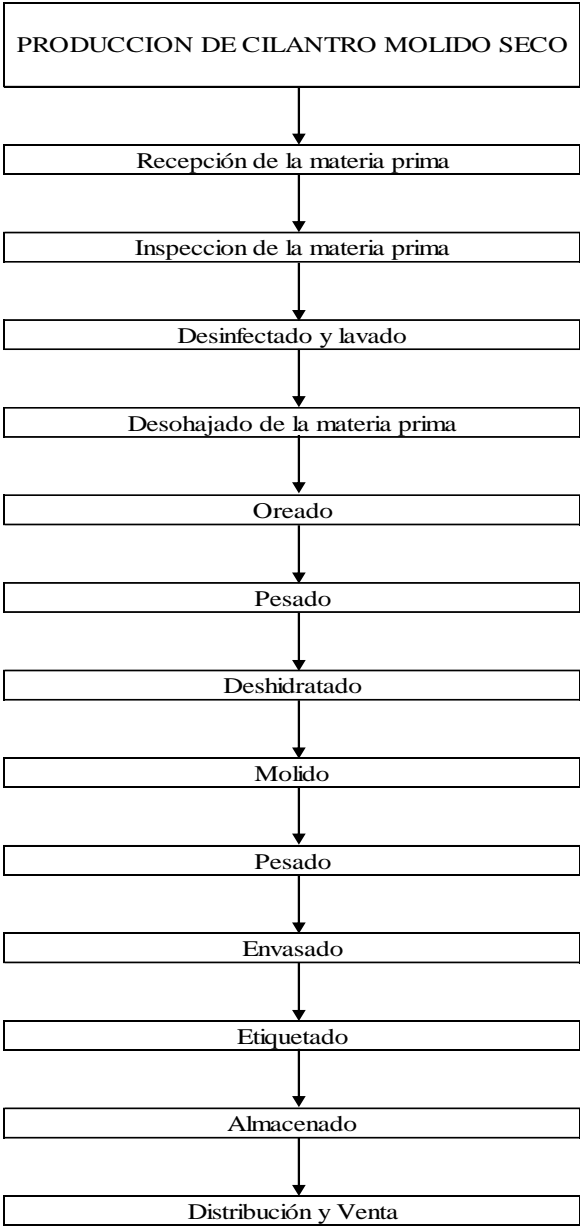 PRODUCCION DE CILANTRO MOLIDO SECO
Recepción de la materia prima
Inspeccion de la materia prima
Desinfectado y lavado
Desohajado de la materia prima
Oreado
Pesado
Deshidratado
Molido
Pesado
Envasado
Etiquetado
Almacenado
Distribución y Venta